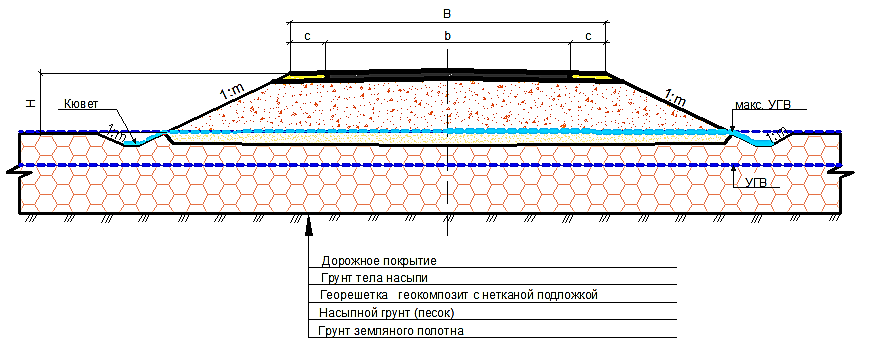 B
c b c
1:m 1:m
H
Кювет
макс. УГВ
1:m 1:m
УГВ
Дорожное покрытие
Грунт тела насыпи
Георешетка геокомпозит с нетканой подложкой
Насыпной грунт (песок)
Грунт земляного полотна